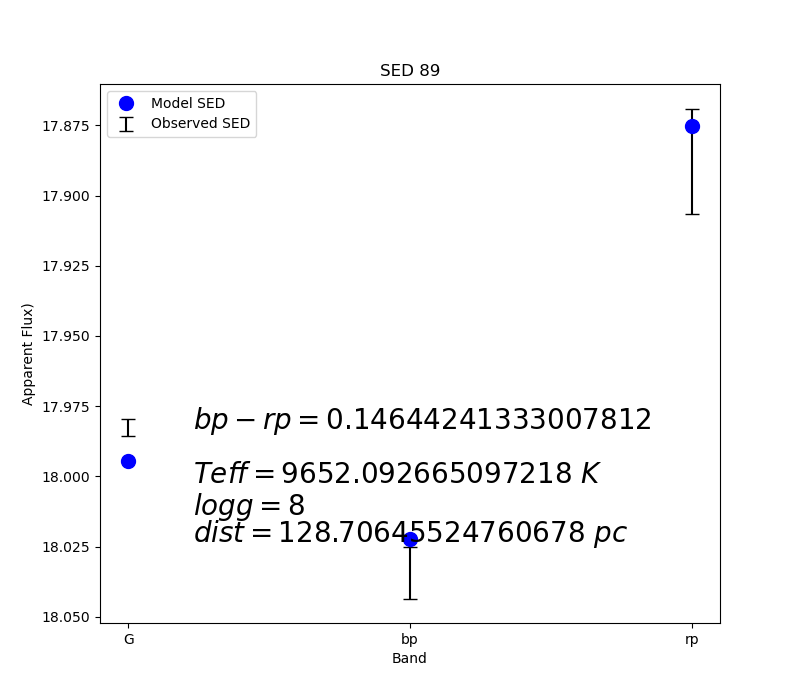 SED 89
Model SED
Observed SED
17.875
17.900
17.925
17.950
17.975
18.000
18.025
18.050
Apparent Flux)
bp − rp = 0.14644241333007812
Teff = 9652.092665097218 K
logg = 8
dist = 128.70645524760678 pc
G
bp
rp
Band